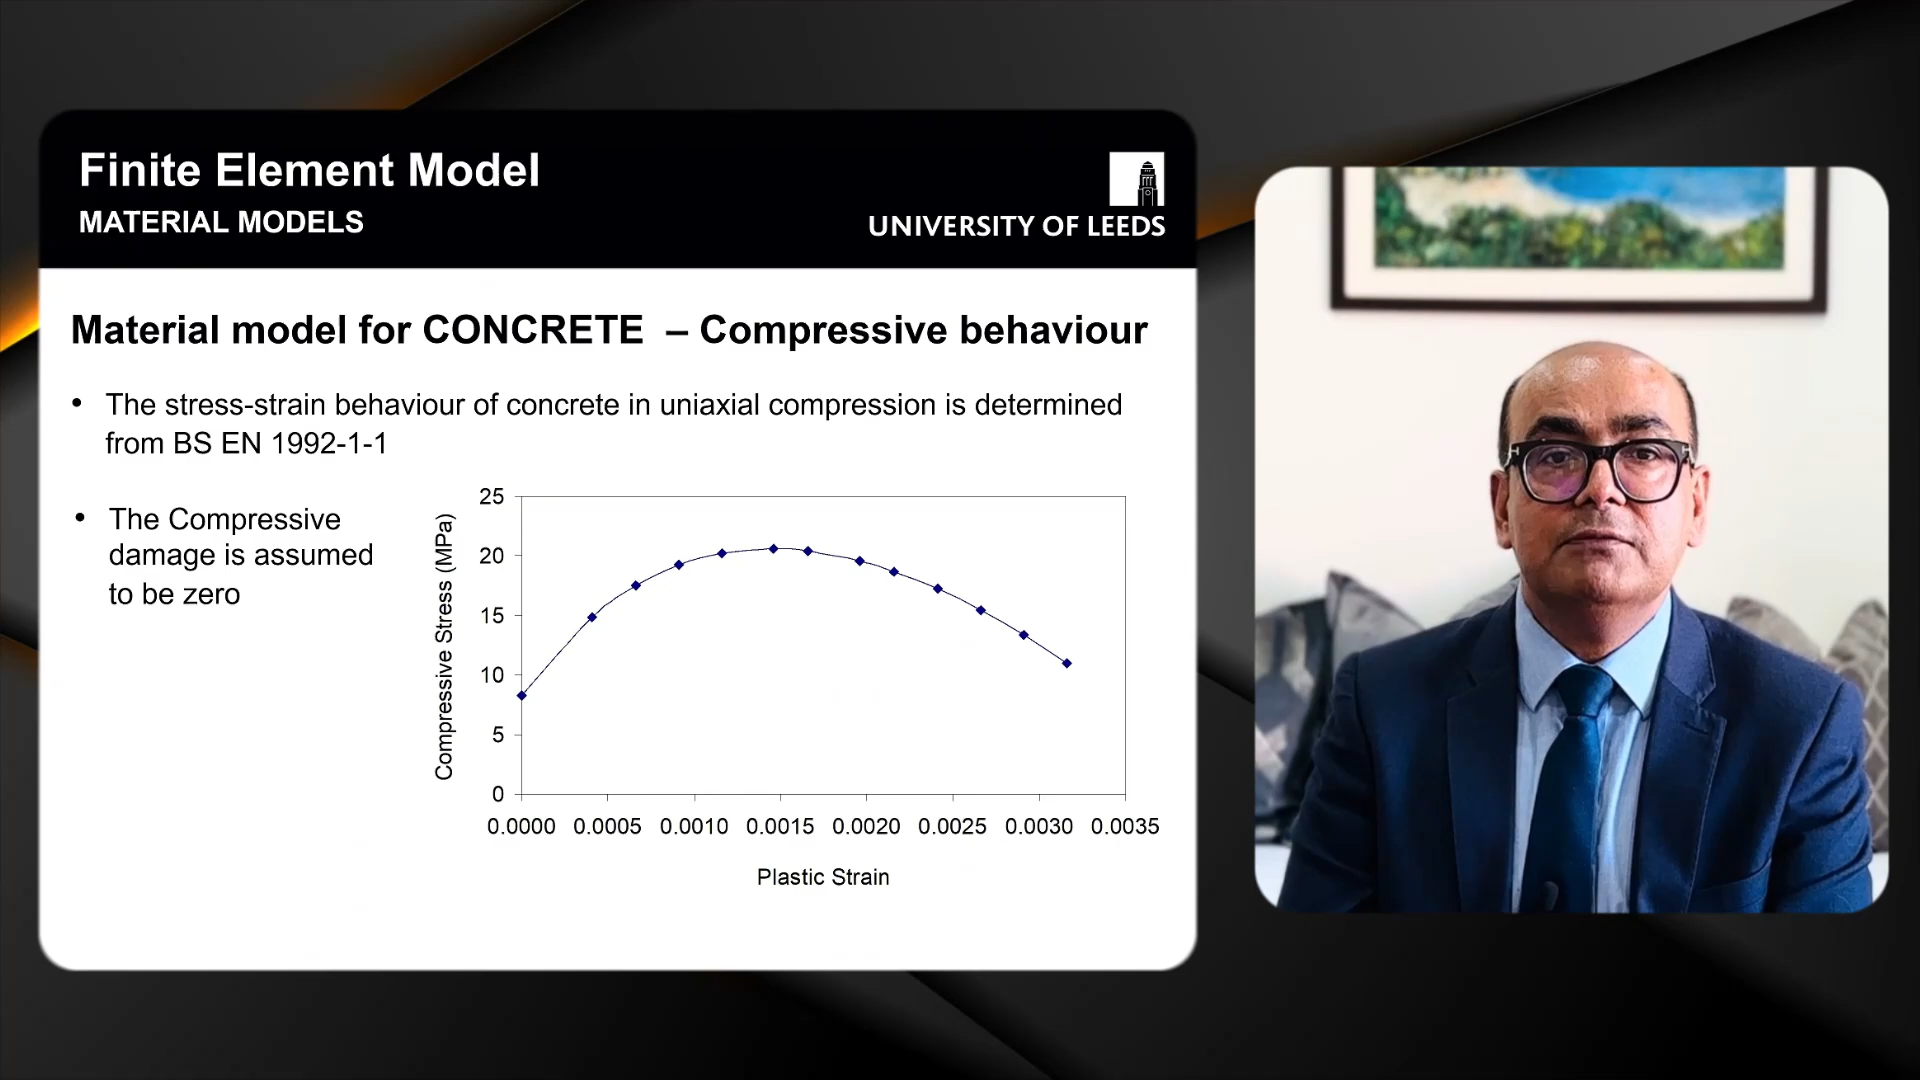 Finite Element Model
MATERIAL MODELS
UNIVERSITY OF LEEDS
Material model for CONCRETE – Compressive behaviour
• The stress-strain behaviour of concrete in uniaxial compression is determined
from BS EN 1992-1-1
• The Compressive
damage is assumed
to be zero
Compressive Stress (MPa)
25
20
15
10
5
0
0.0000 0.0005 0.0010 0.0015 0.0020 0.0025 0.0030 0.0035
Plastic Strain